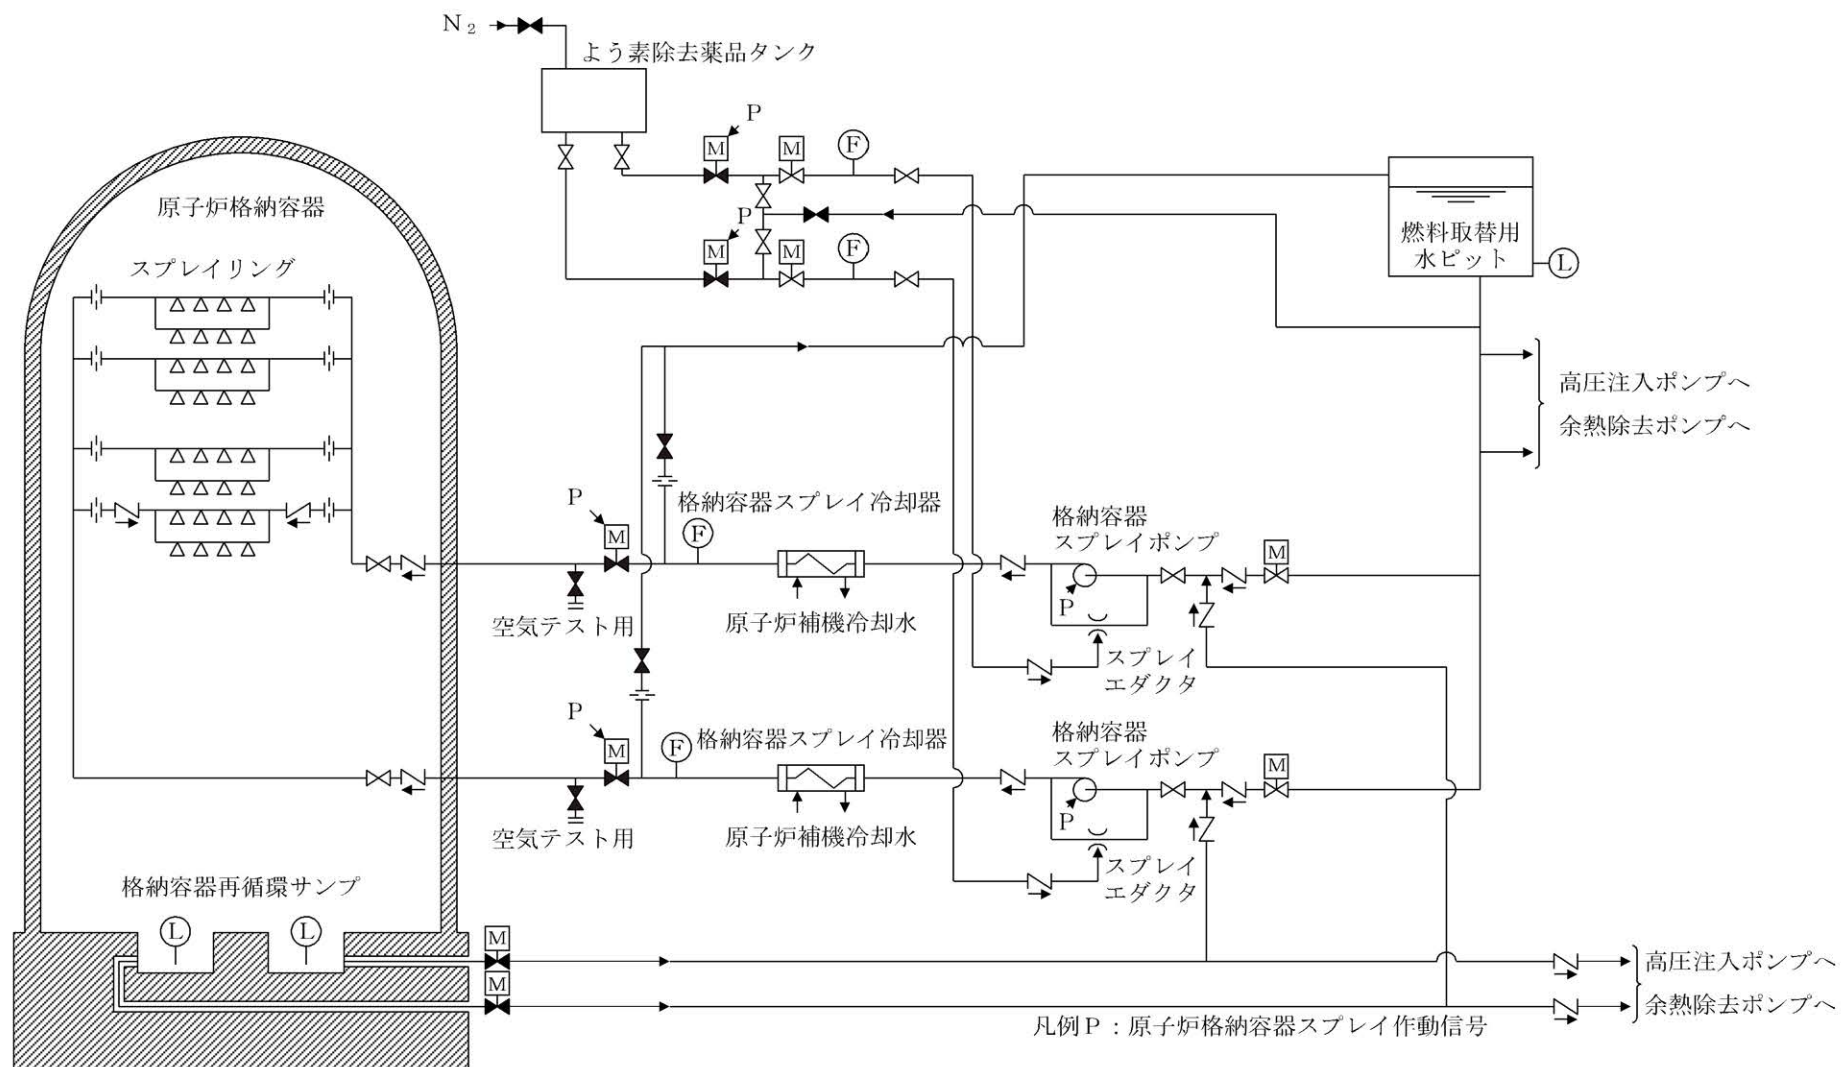 N₂
よう素除去薬品タンク
P
M
M
F
原子炉格納容器
P
燃料取替用
水ピット
L
スプレイリング
M
M
F
高圧注入ポンプへ
余熱除去ポンプへ
P
格納容器スプレイ冷却器
格納容器
スプレイポンプ
M
F
M
P
空気テスト用
原子炉補機冷却水
スプレイ
エダクタ
P
格納容器スプレイ冷却器
格納容器
スプレイポンプ
M
F
M
P
空気テスト用
原子炉補機冷却水
スプレイ
エダクタ
格納容器再循環サンプ
L
L
M
高圧注入ポンプへ
M
余熱除去ポンプへ
凡例P:原子炉格納容器スプレイ作動信号